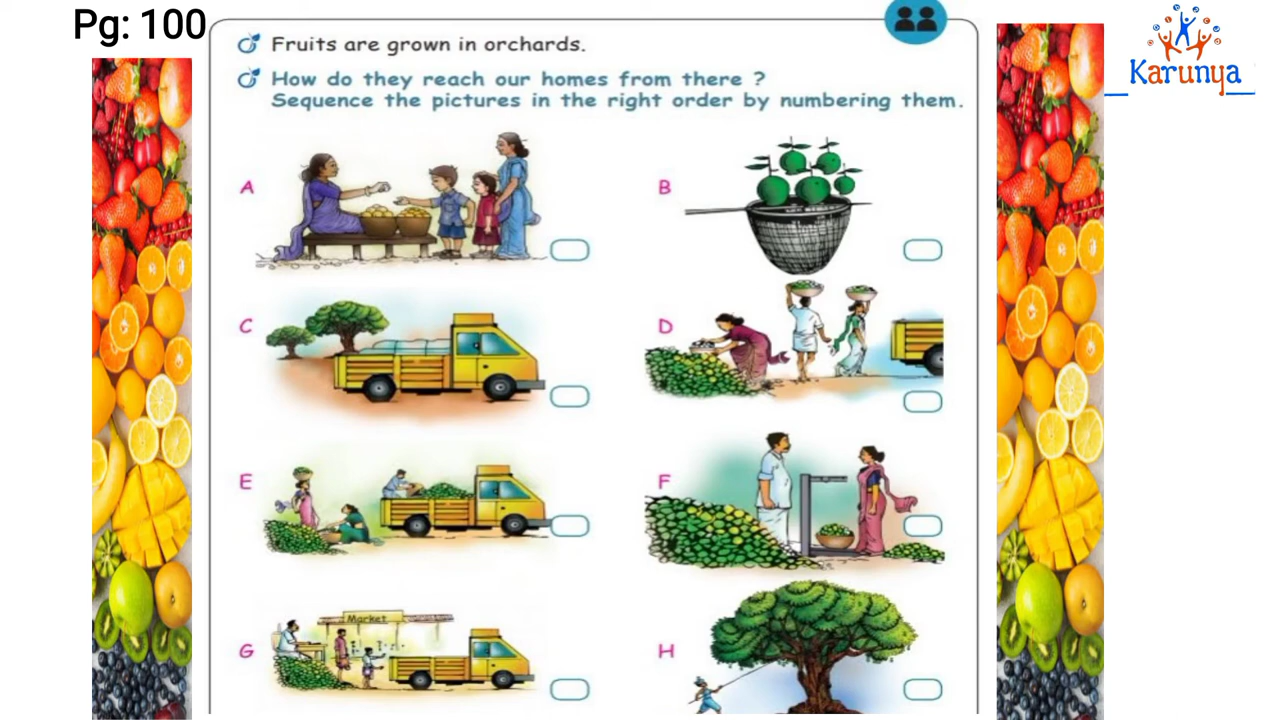 Pg: 100
Karunya
Fruits are grown in orchards.
How do they reach our homes from there ?
Sequence the pictures in the right order by numbering them.
A
B
C
D
E
F
G
Market
H